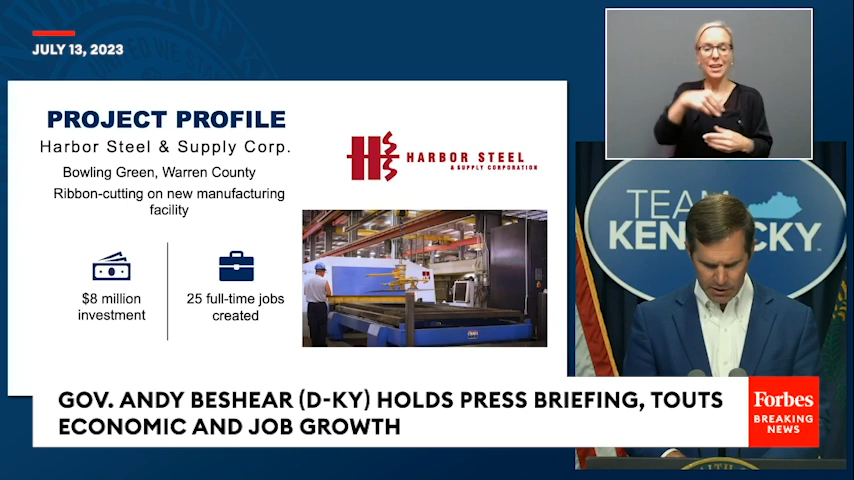 JULY 13, 2023
PROJECT PROFILE
Harbor Steel & Supply Corp.
Bowling Green, Warren County
Ribbon-cutting on new manufacturing
facility
$8 million
investment
25 full-time jobs
created
HS
HARBOR STEEL
& SUPPLY CORPORATION
TEAM
KENTUCKY
GOV. ANDY BESHEAR (D-KY) HOLDS PRESS BRIEFING, TOUTS
ECONOMIC AND JOB GROWTH
Forbes
BREAKING
NEWS